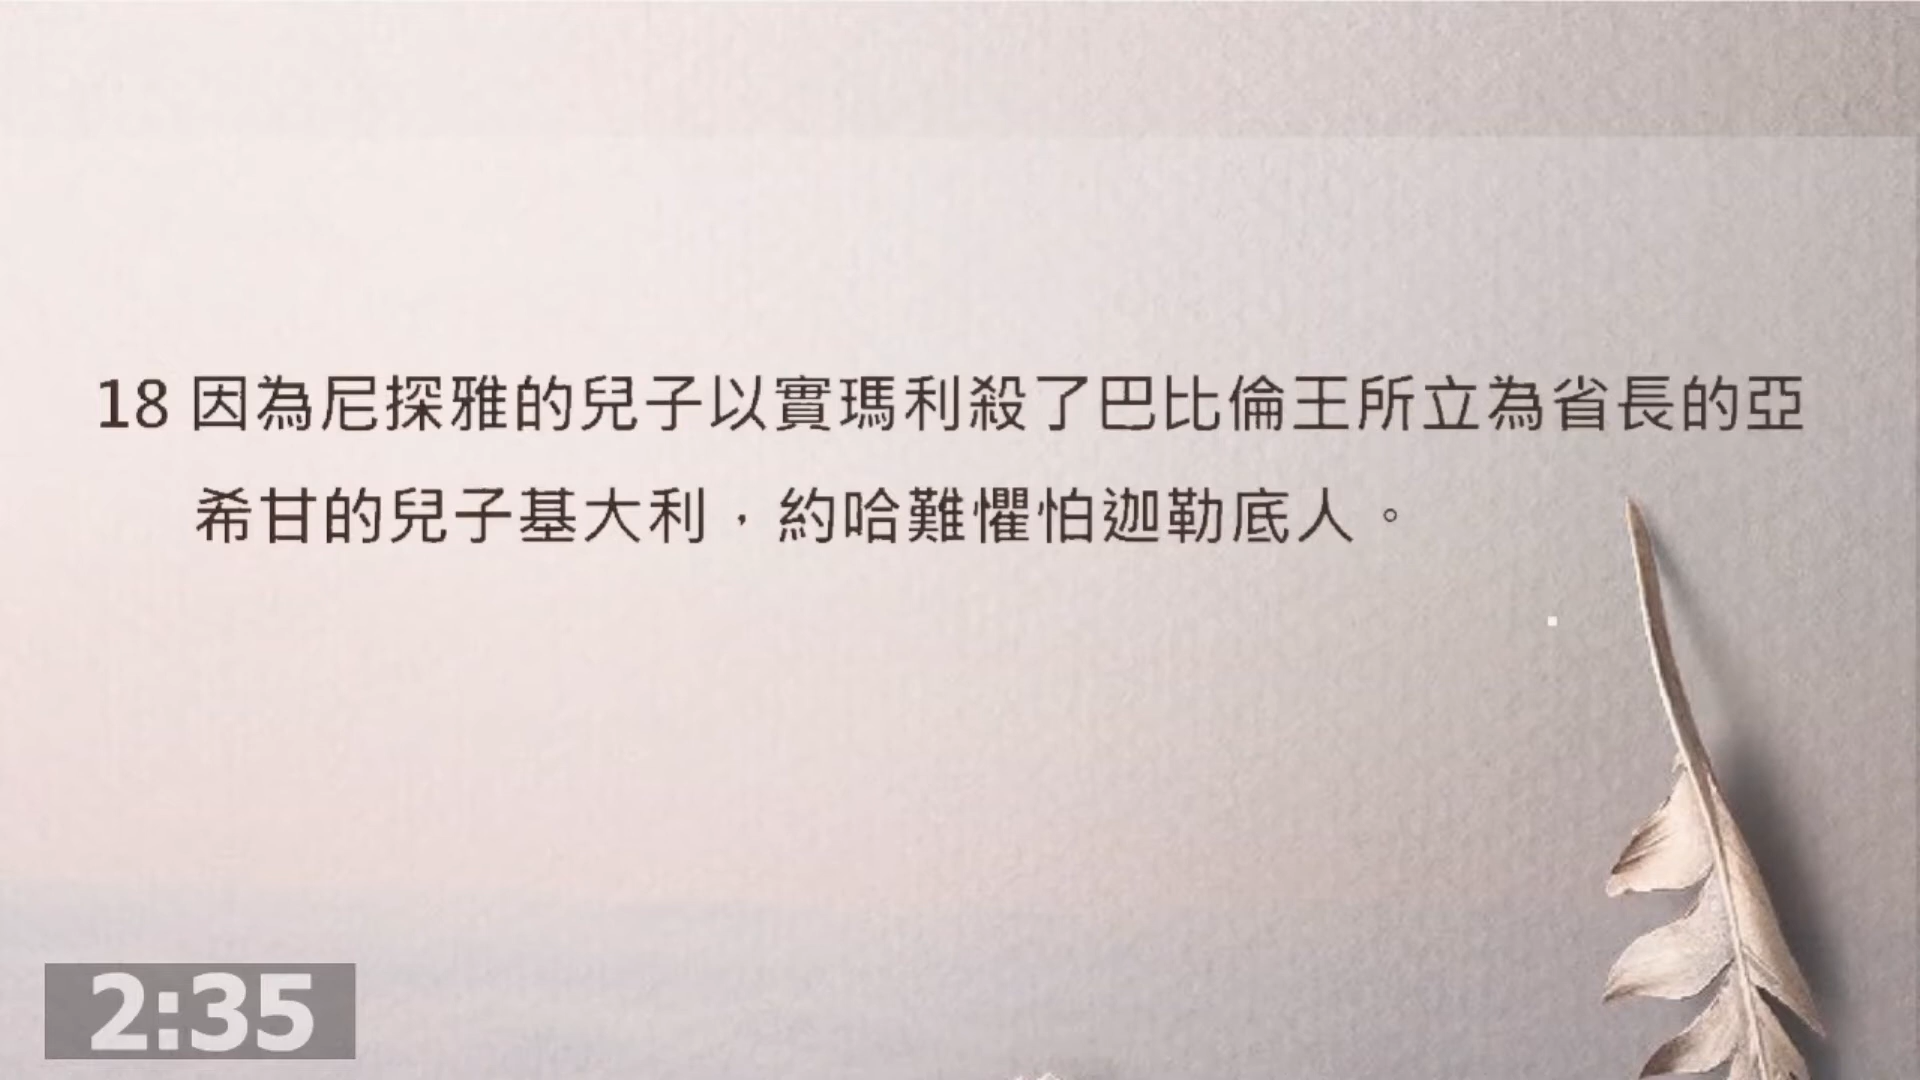 18 因為尼探雅的兒子以實瑪利殺了巴比倫王所立為省長的亞
希甘的兒子基大利，約哈難懼怕迦勒底人。
2:35